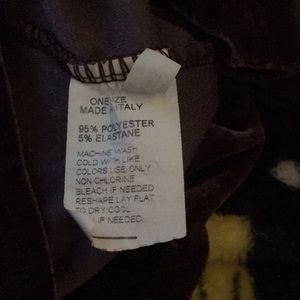 ONE SIZE
MADE ITALY
95% POLYESTER
5% ELASTANE
MACHINE WASH
COLD WITH LIKE
COLORS USE ONLY
NON CHLORINE
BLEACH IF NEEDED
RESHAPE LAY FLAT
TO DRY COOL
IF NEEDED